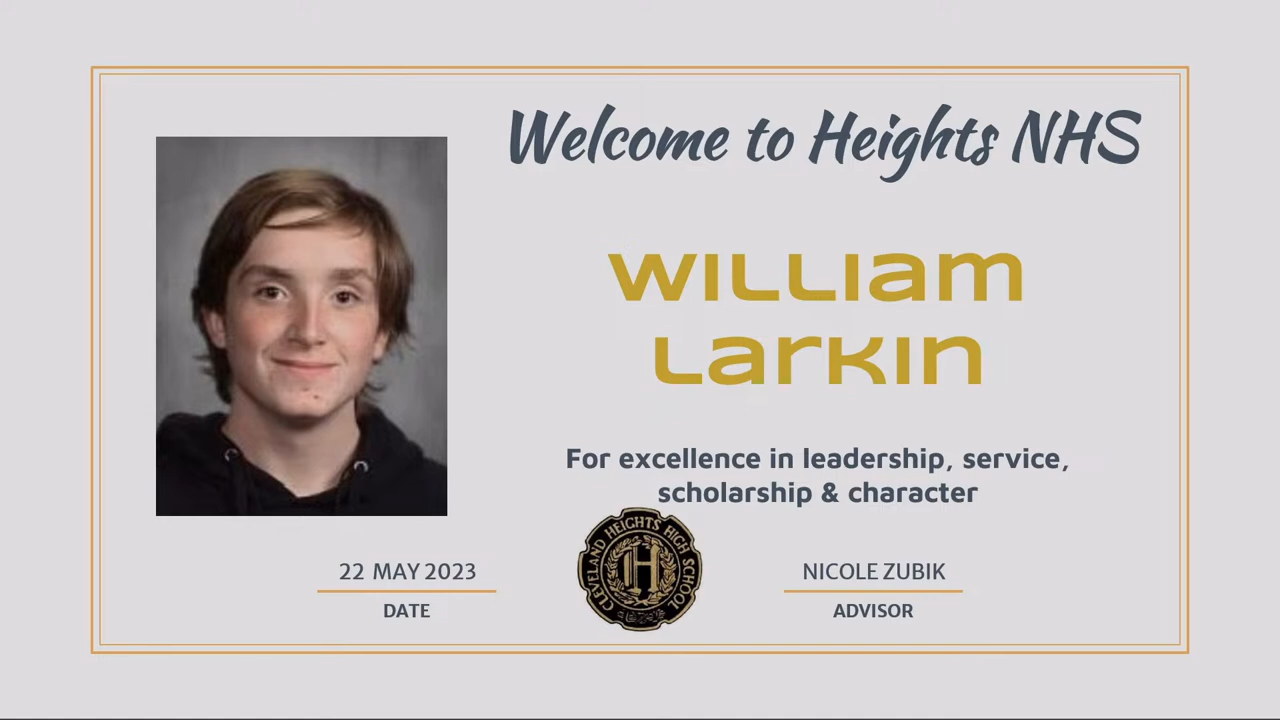 Welcome to Heights NHS
WILLIAM
LARKIN
For excellence in leadership, service,
scholarship & character
CLEVELAND HEIGHTS HIGH SCHOOL
H
22 MAY 2023
NICOLE ZUBIK
DATE
ADVISOR